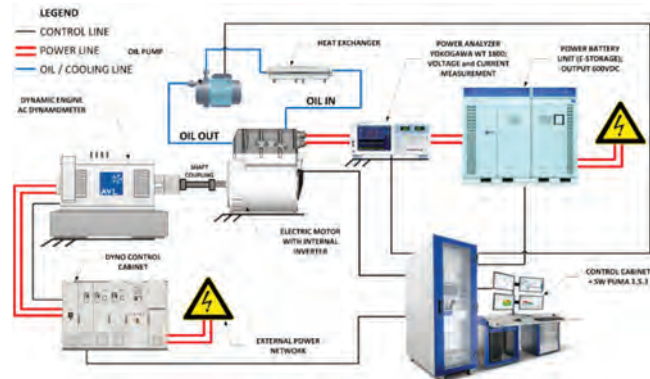 LEGEND
CONTROL LINE
POWER LINE
OIL / COOLING LINE
OIL PUMP
HEAT EXCHANGER
POWER ANALYZER
YOKOGAWA WT 1800;
VOLTAGE and CURRENT
MEASUREMENT
POWER BATTERY
UNIT (E-STORAGE);
OUTPUT 600VDC
DYNAMIC ENGINE
AC DYNAMOMETER
OIL IN
OIL OUT
SHAFT
COUPLING
AVL
ELECTRIC MOTOR
WITH INTERNAL
INVERTER
DYNO CONTROL
CABINET
EXTERNAL POWER
NETWORK
CONTROL CABINET
+ SW PUMA 1.5.3